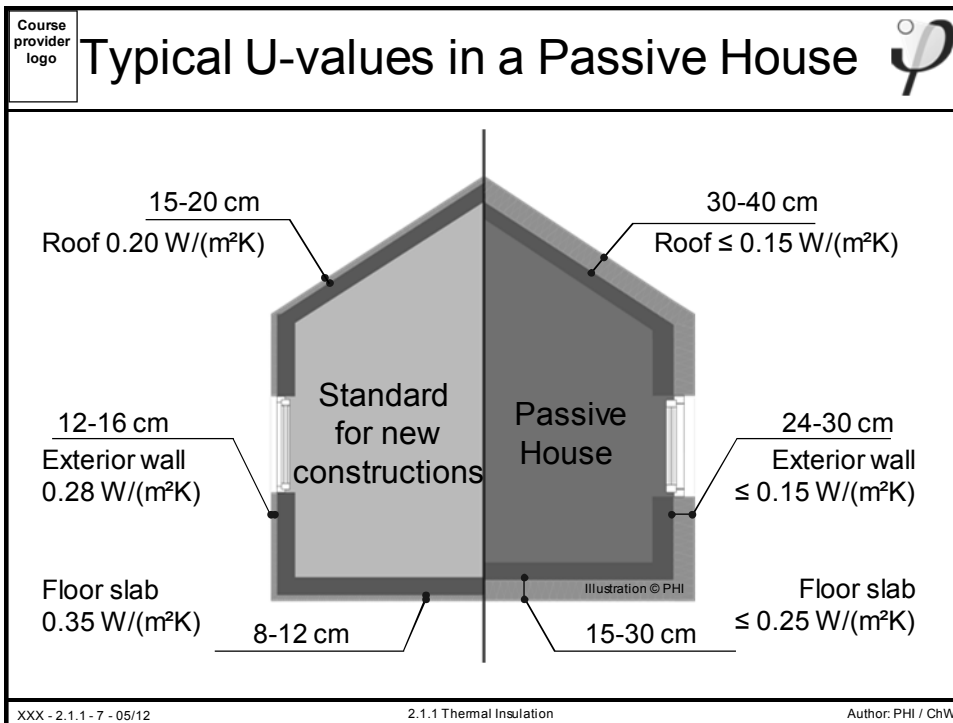 Course
provider
logo
Typical U-values in a Passive House
15-20 cm
Roof 0.20 W/(m²K)
30-40 cm
Roof ≤ 0.15 W/(m²K)
Standard
for new
constructions
Passive
House
12-16 cm
Exterior wall
0.28 W/(m²K)
24-30 cm
Exterior wall
≤ 0.15 W/(m²K)
Floor slab
0.35 W/(m²K)
8-12 cm
Illustration © PHI
15-30 cm
Floor slab
≤ 0.25 W/(m²K)
XXX - 2.1.1 - 7 - 05/12
2.1.1 Thermal Insulation
Author: PHI / ChW